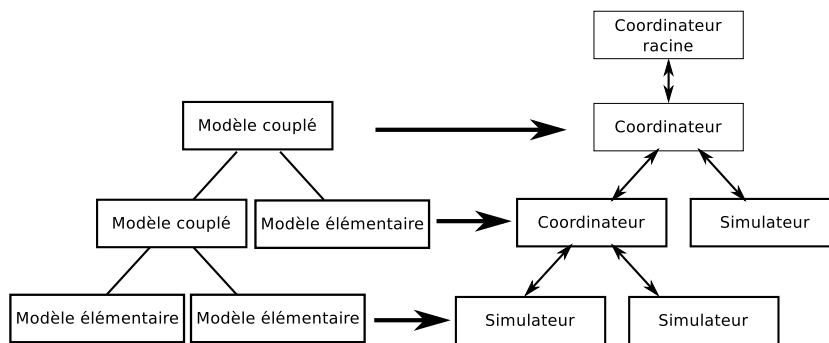 Coordinateur
racine
Modèle couplé
Coordinateur
Modèle couplé
Modèle élémentaire
Coordinateur
Simulateur
Modèle élémentaire
Modèle élémentaire
Simulateur
Simulateur